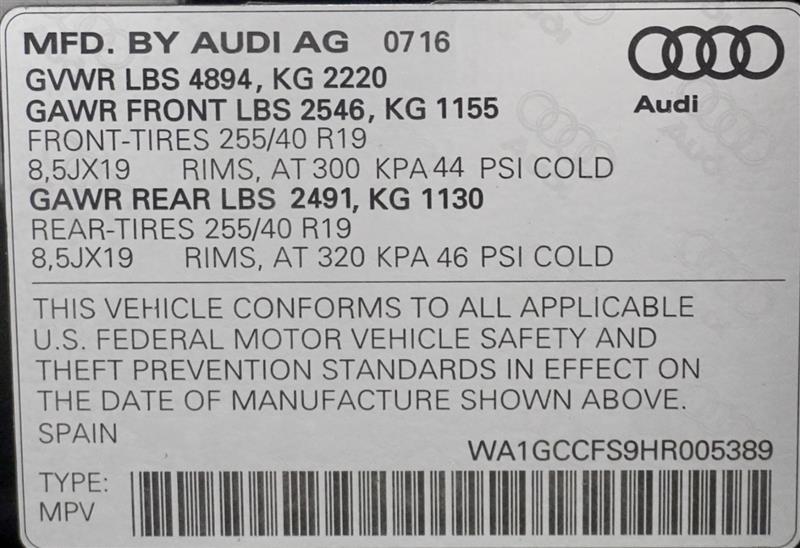 MFD. BY AUDI AG 0716
GVWR LBS 4894, KG 2220
GAWR FRONT LBS 2546, KG 1155
FRONT-TIRES 255/40 R19
8,5JX19 RIMS, AT 300 KPA 44 PSI COLD
GAWR REAR LBS 2491, KG 1130
REAR-TIRES 255/40 R19
8,5JX19 RIMS, AT 320 KPA 46 PSI COLD
Audi
THIS VEHICLE CONFORMS TO ALL APPLICABLE
U.S. FEDERAL MOTOR VEHICLE SAFETY AND
THEFT PREVENTION STANDARDS IN EFFECT ON
THE DATE OF MANUFACTURE SHOWN ABOVE.
SPAIN
WA1GCCFS9HR005389
TYPE:
MPV